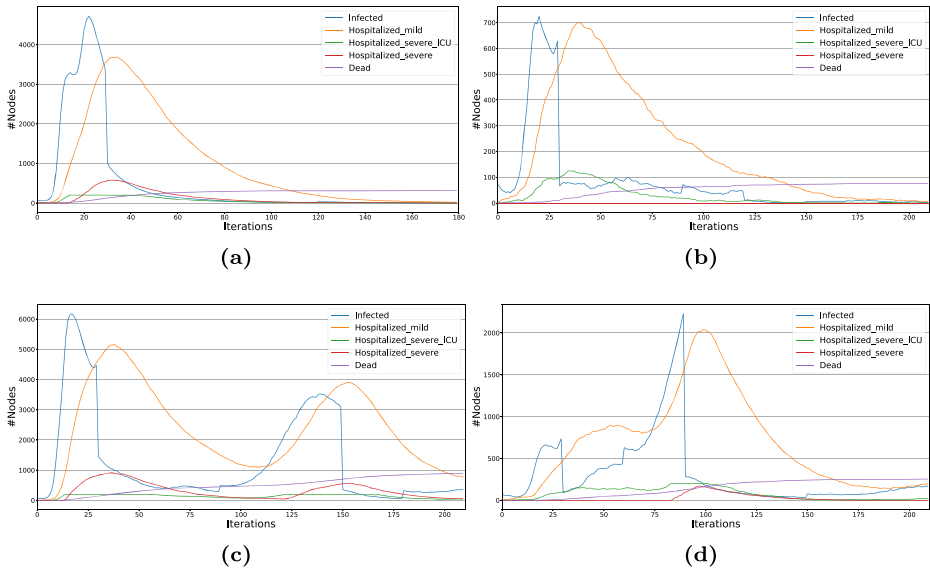 Infected
Hospitalized_mild
Hospitalized_severe_ICU
Hospitalized_severe
Dead
#Nodes
4000
3000
2000
1000
0
0 20 40 60 80 100 120 140 160 180
Iterations
(a)
Infected
Hospitalized_mild
Hospitalized_severe_ICU
Hospitalized_severe
Dead
#Nodes
700
600
500
400
300
200
100
0
0 25 50 75 100 125 150 175 200
Iterations
(b)
Infected
Hospitalized_mild
Hospitalized_severe_ICU
Hospitalized_severe
Dead
#Nodes
6000
5000
4000
3000
2000
1000
0
0 25 50 75 100 125 150 175 200
Iterations
(c)
Infected
Hospitalized_mild
Hospitalized_severe_ICU
Hospitalized_severe
Dead
#Nodes
2000
1500
1000
500
0
0 25 50 75 100 125 150 175 200
Iterations
(d)